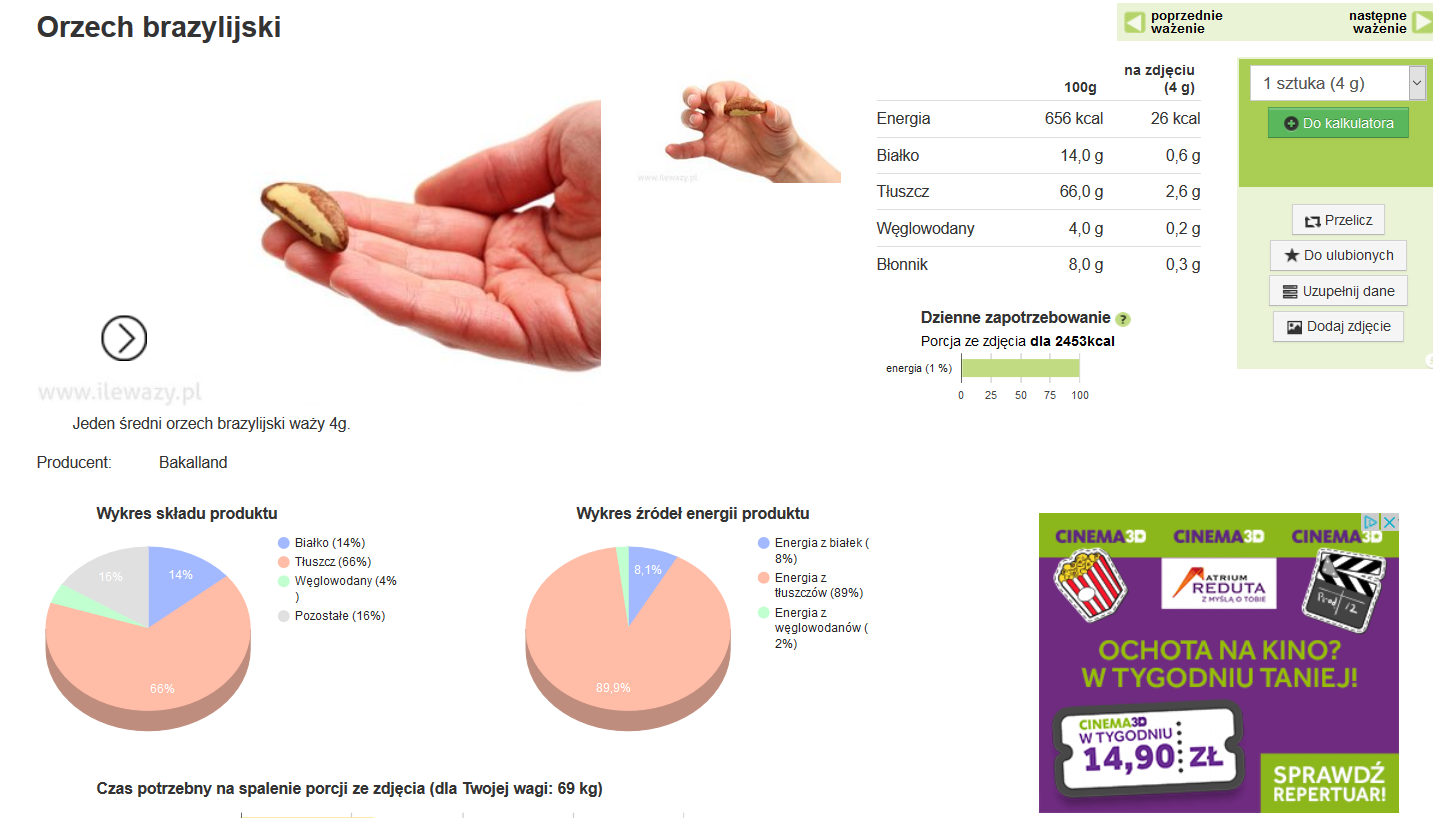 Orzech brazylijski
poprzednie
ważenie
następne
ważenie
www.ilewazy.pl
www.ilewazy.pl
Jeden średni orzech brazylijski waży 4g.
Producent: Bakalland
100g na zdjęciu
(4 g)
Energia 656 kcal 26 kcal
Białko 14,0 g 0,6 g
Tłuszcz 66,0 g 2,6 g
Węglowodany 4,0 g 0,2 g
Błonnik 8,0 g 0,3 g
Dzienne zapotrzebowanie ?
Porcja ze zdjęcia dla 2453kcal
energia (1 %)
0 25 50 75 100
1 sztuka (4 g)
Do kalkulatora
Przelicz
Do ulubionych
Uzupełnij dane
Dodaj zdjęcie
Wykres składu produktu
14%
66%
16%
Białko (14%)
Tłuszcz (66%)
Węglowodany (4%
)
Pozostałe (16%)
Wykres źródeł energii produktu
8,1%
89,9%
Energia z białek (
8%)
Energia z
tłuszczów (89%)
Energia z
węglowodanów (
2%)
CINEMA3D CINEMA3D CINEMA3D
ATRIUM
REDUTA
Z MYŚLĄ O TOBIE
Prod 12
OCHOTA NA KINO?
W TYGODNIU TANIEJ!
CINEMA3D
W TYGODNIU
14,90 ZŁ
SPRAWDŹ
REPERTUAR!
Czas potrzebny na spalenie porcji ze zdjęcia (dla Twojej wagi: 69 kg)